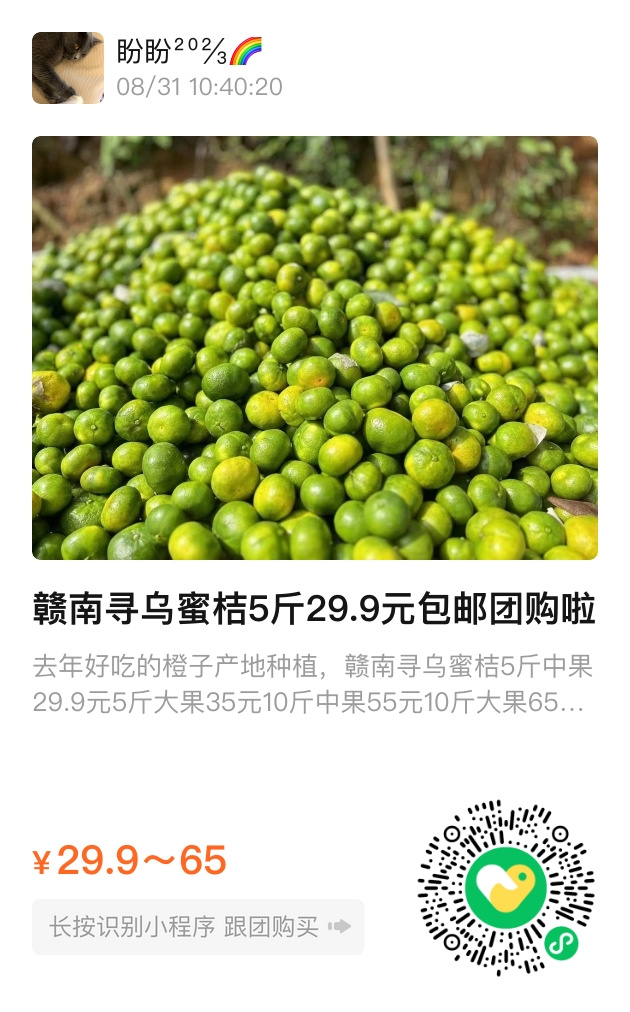 盼盼²⁰²⅔🌈
08/31 10:40:20
赣南寻乌蜜桔5斤29.9元包邮团购啦
去年好吃的橙子产地种植，赣南寻乌蜜桔5斤中果
29.9元5斤大果35元10斤中果55元10斤大果65...
¥29.9～65
长按识别小程序 跟团购买